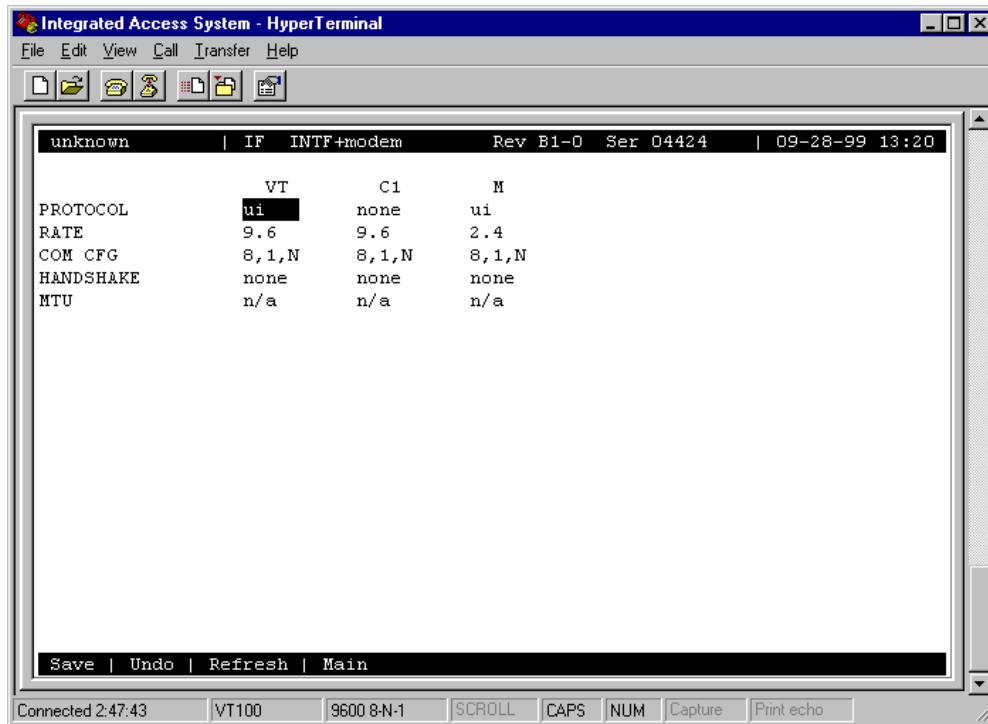 Integrated Access System - HyperTerminal
File Edit View Call Transfer Help
unknown | IF INTF+modem Rev B1-0 Ser 04424 | 09-28-99 13:20
VT C1 M
PROTOCOL ui none ui
RATE 9.6 9.6 2.4
COM CFG 8,1,N 8,1,N 8,1,N
HANDSHAKE none none none
MTU n/a n/a n/a
Save | Undo | Refresh | Main
Connected 2:47:43 VT100 9600 8-N-1 SCROLL CAPS NUM Capture Print echo